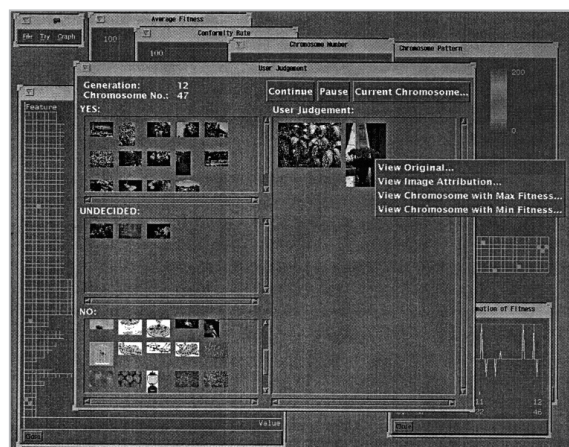 ga
Average Fitness
File Try Graph
100
Conformity Rate
100
Chromosome Number
Chromosome Pattern
User Judgment
200
0
Generation: 12
Chromosome No.: 47
Continue Pause Current Chromosome...
Feature
YES:
User Judgement:
View Original...
View Image Attribution...
View Chromosome with Max Fitness...
View Chromosome with Min Fitness...
UNDECIDED:
NO:
mation of Fitness
11 12
46
Value